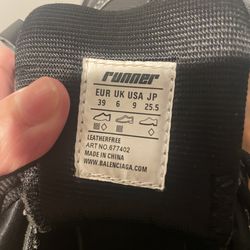 runner
EUR UK USA JP
39 6 9 25.5
LEATHERFREE
ART NO.677402
MADE IN CHINA
WWW.BALENCIAGA.COM